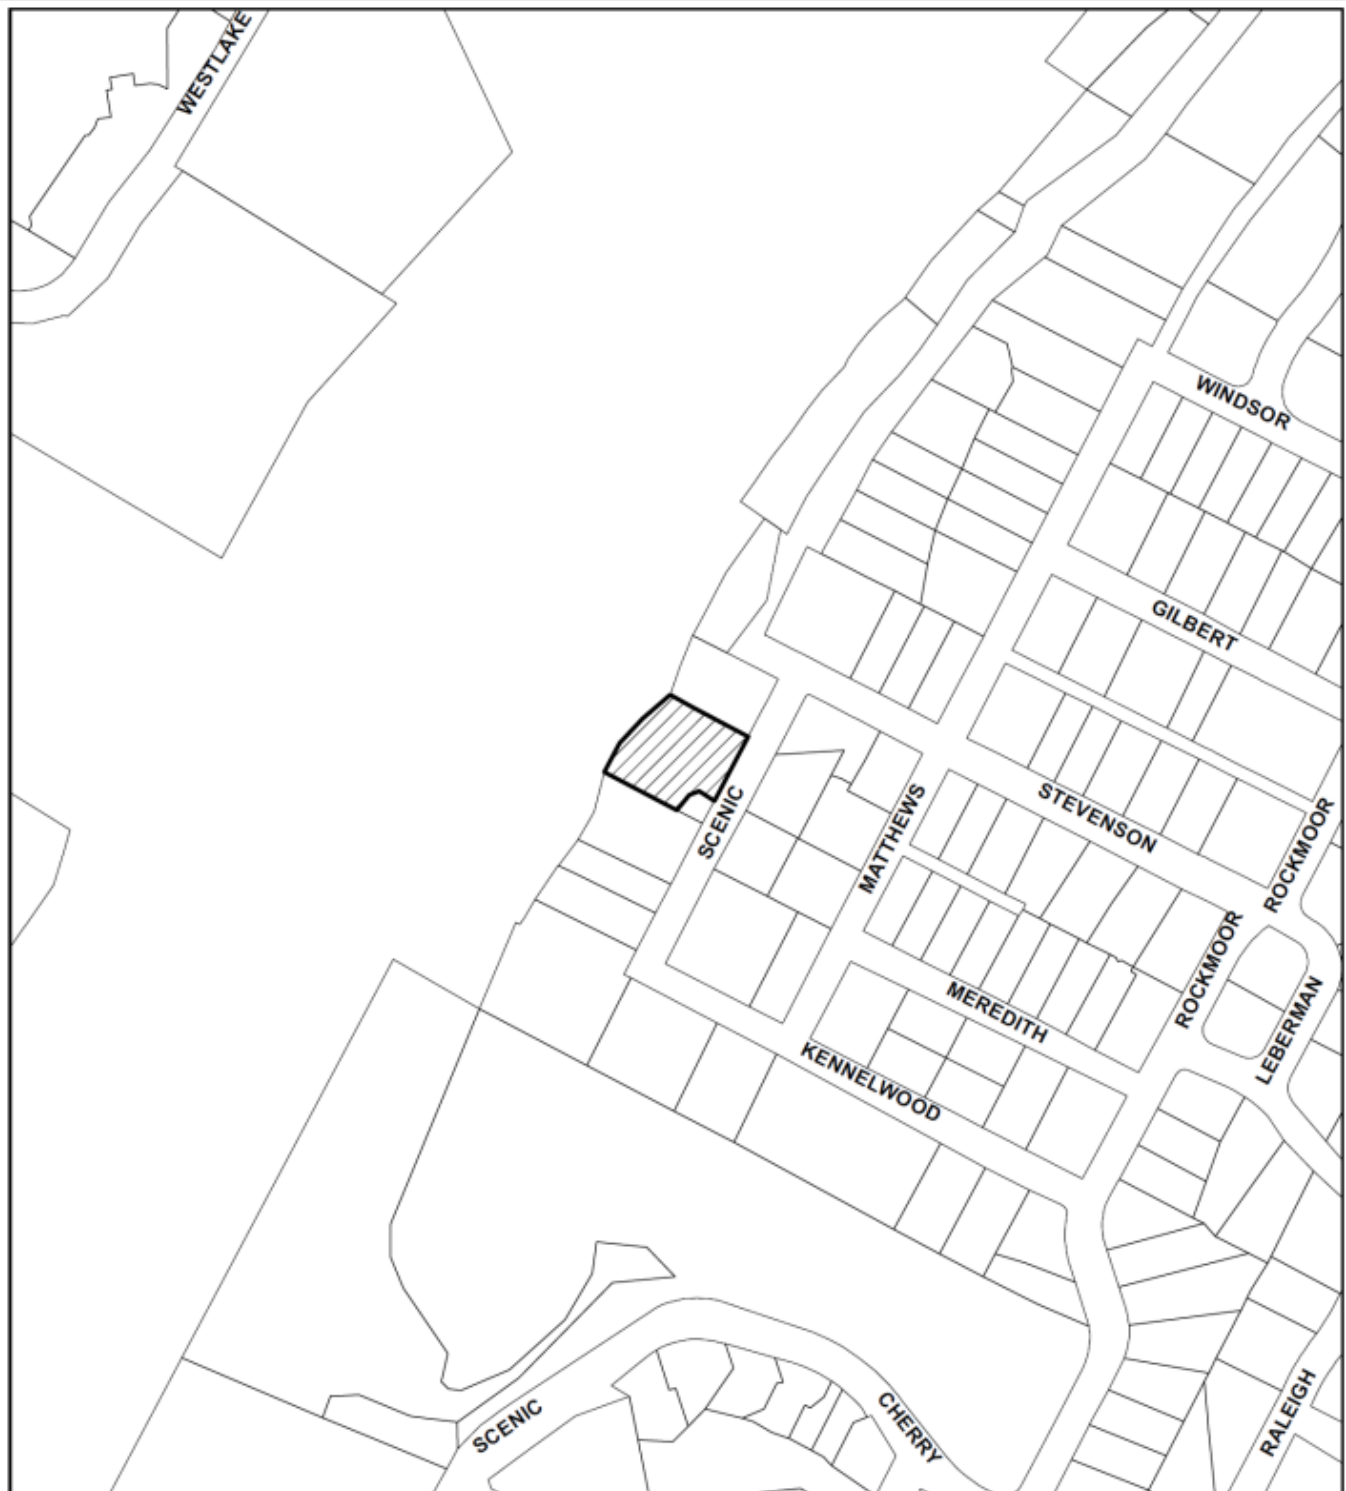 WESTLAKE
WINDSOR
GILBERT
STEVENSON
SCENIC
MATTHEWS
ROCKMOOR
ROCKMOOR
MEREDITH
LEBERMAN
KENNELWOOD
SCENIC
CHERRY
RALEIGH